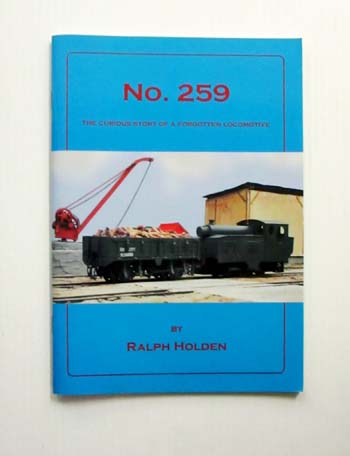 No. 259
THE CURIOUS STORY OF A FORGOTTEN LOCOMOTIVE
BY
RALPH HOLDEN